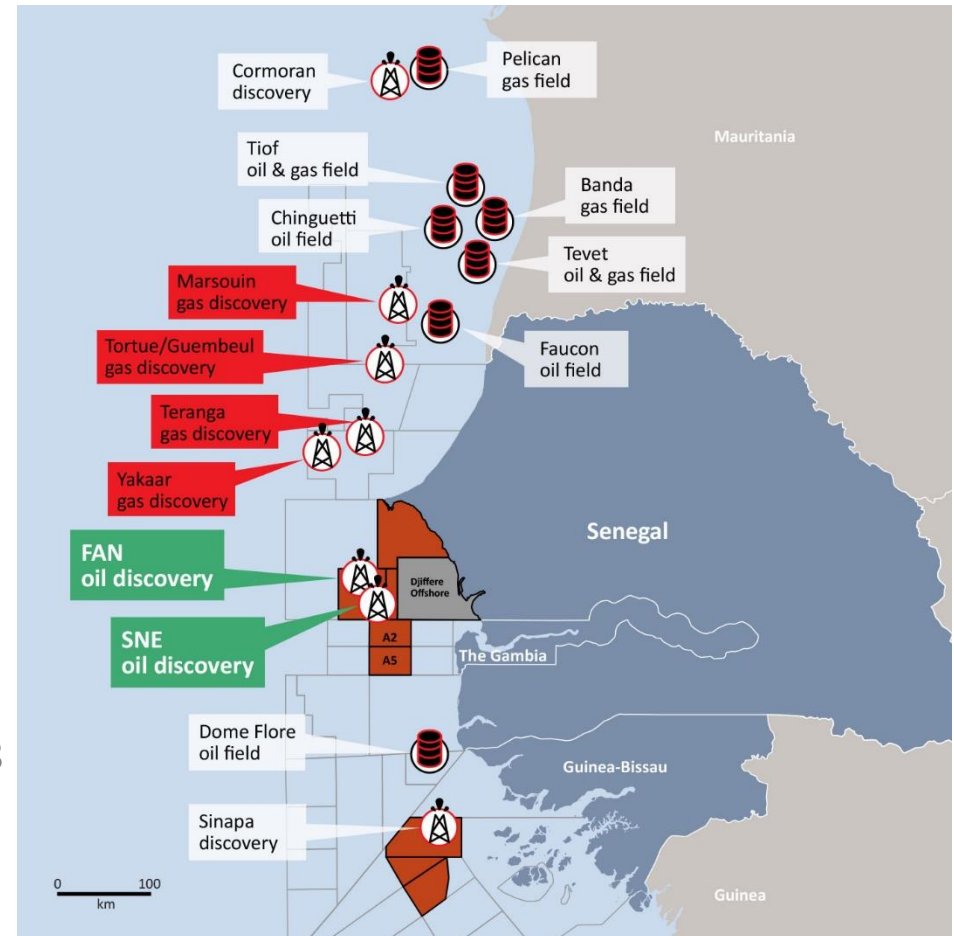 Cormoran
discovery
Pelican
gas field
Mauritania
Tiof
oil & gas field
Banda
gas field
Chinguetti
oil field
Tevet
oil & gas field
Marsouin
gas discovery
Tortue/Guembeul
gas discovery
Faucon
oil field
Teranga
gas discovery
Yakaar
gas discovery
Senegal
FAN
oil discovery
Djiffere
Offshore
SNE
oil discovery
A2
A5
The Gambia
Dome Flore
oil field
Guinea-Bissau
Sinapa
discovery
0 100
km
Guinea